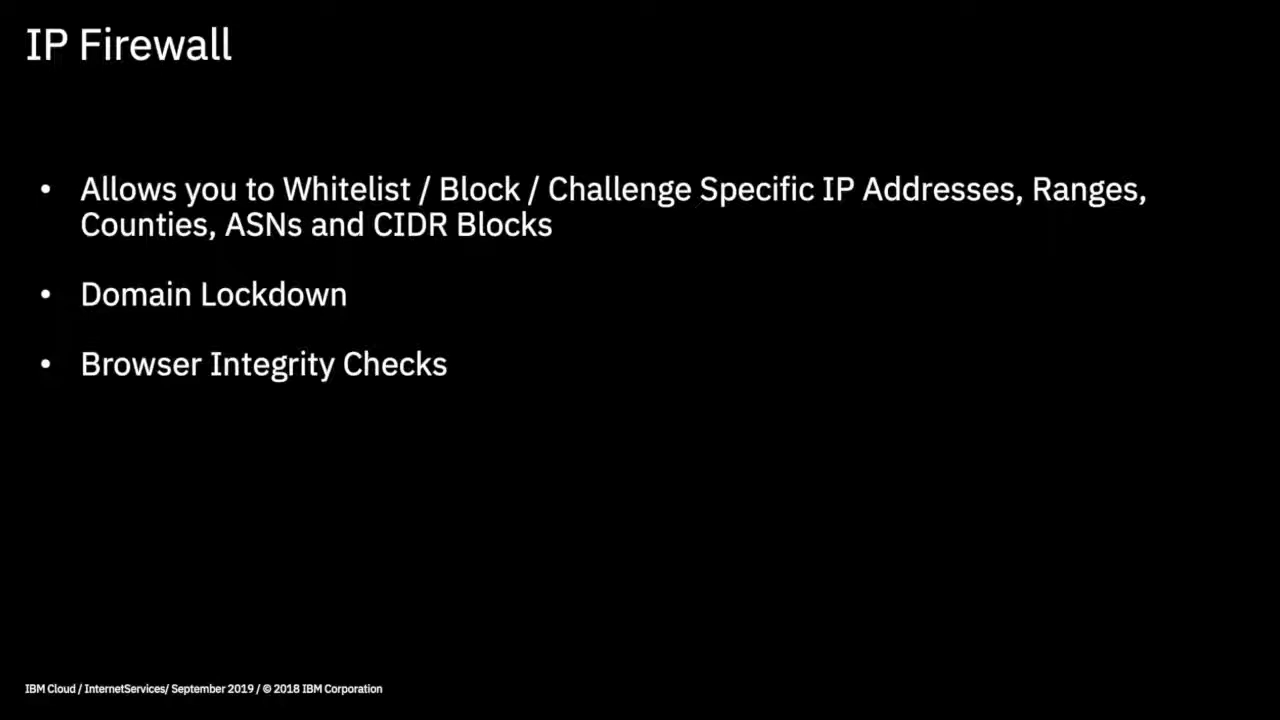 IP Firewall
• Allows you to Whitelist / Block / Challenge Specific IP Addresses, Ranges,
Counties, ASNs and CIDR Blocks
• Domain Lockdown
• Browser Integrity Checks
IBM Cloud / InternetServices/ September 2019 / © 2018 IBM Corporation